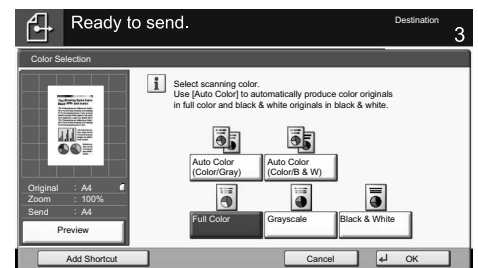 Ready to send.
Destination
3
Color Selection
Select scanning color.
Use [Auto Color] to automatically produce color originals
in full color and black & white originals in black & white.
Auto Color
(Color/Gray)
Auto Color
(Color/B & W)
Original : A4
Zoom : 100%
Send : A4
Full Color
Grayscale
Black & White
Preview
Add Shortcut
Cancel
OK